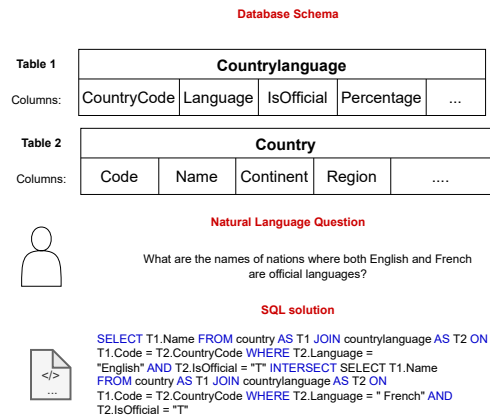 Database Schema
Table 1
Countrylanguage
Columns:
CountryCode Language IsOfficial Percentage ...
Table 2
Country
Columns:
Code Name Continent Region ....
Natural Language Question
What are the names of nations where both English and French
are official languages?
SQL solution
SELECT T1.Name FROM country AS T1 JOIN countrylanguage AS T2 ON
T1.Code = T2.CountryCode WHERE T2.Language =
"English" AND T2.IsOfficial = "T" INTERSECT SELECT T1.Name
FROM country AS T1 JOIN countrylanguage AS T2 ON
T1.Code = T2.CountryCode WHERE T2.Language = " French" AND
T2.IsOfficial = "T"
</>
...